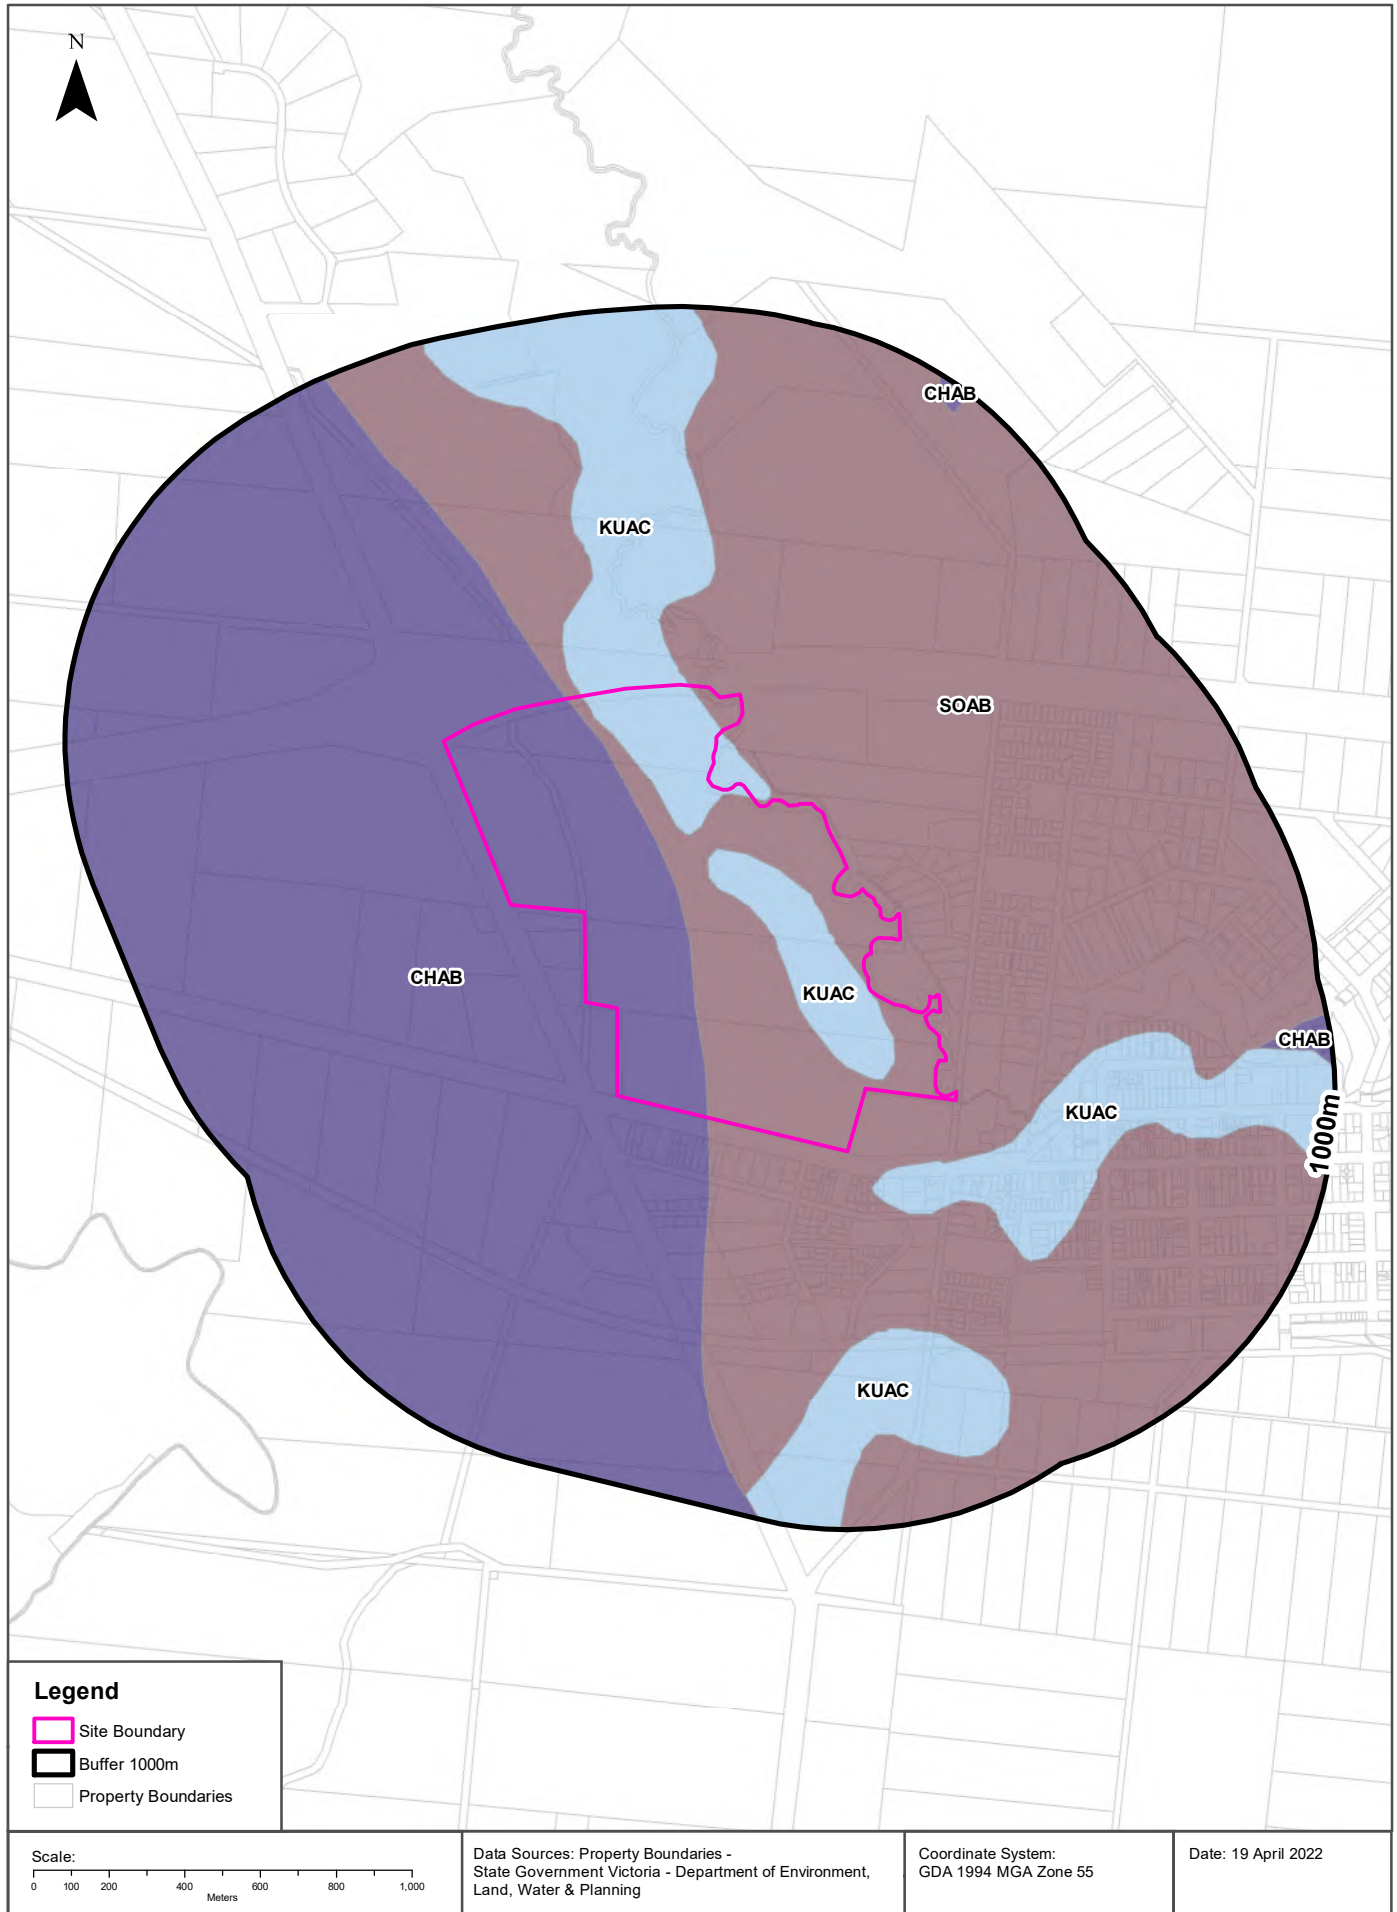 N
CHAB
KUAC
SOAB
CHAB
KUAC
CHAB
KUAC
1000m
KUAC
Legend
Site Boundary
Buffer 1000m
Property Boundaries
Scale:
0 100 200 400 600 800 1,000
Meters
Data Sources: Property Boundaries -
State Government Victoria - Department of Environment,
Land, Water & Planning
Coordinate System:
GDA 1994 MGA Zone 55
Date: 19 April 2022